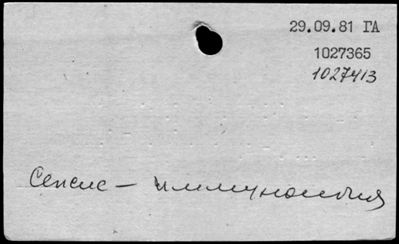 29.09.81 ГА
1027365
1027413
Сепсис — иммунология